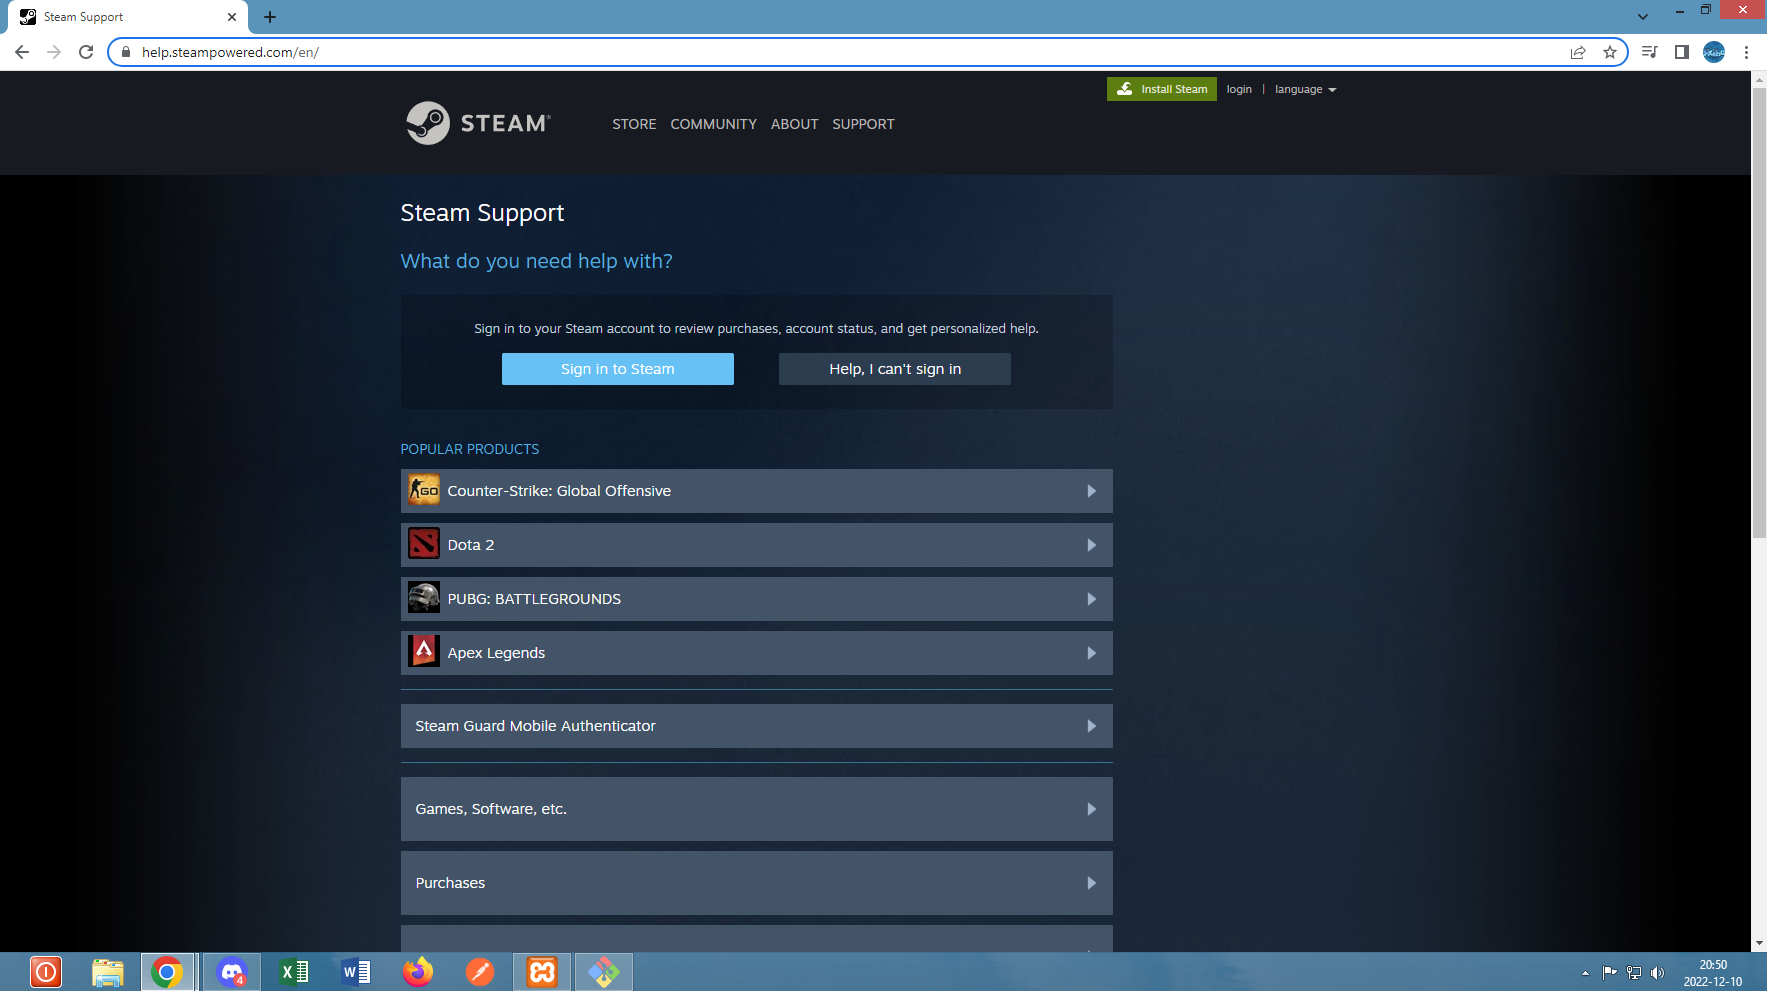 Steam Support
help.steampowered.com/en/
Install Steam login | language
STEAM®
STORE COMMUNITY ABOUT SUPPORT
Steam Support
What do you need help with?
Sign in to your Steam account to review purchases, account status, and get personalized help.
Sign in to Steam Help, I can't sign in
POPULAR PRODUCTS
GO Counter-Strike: Global Offensive
Dota 2
PUBG: BATTLEGROUNDS
Apex Legends
Steam Guard Mobile Authenticator
Games, Software, etc.
Purchases
4
X
W
20:50
2022-12-10